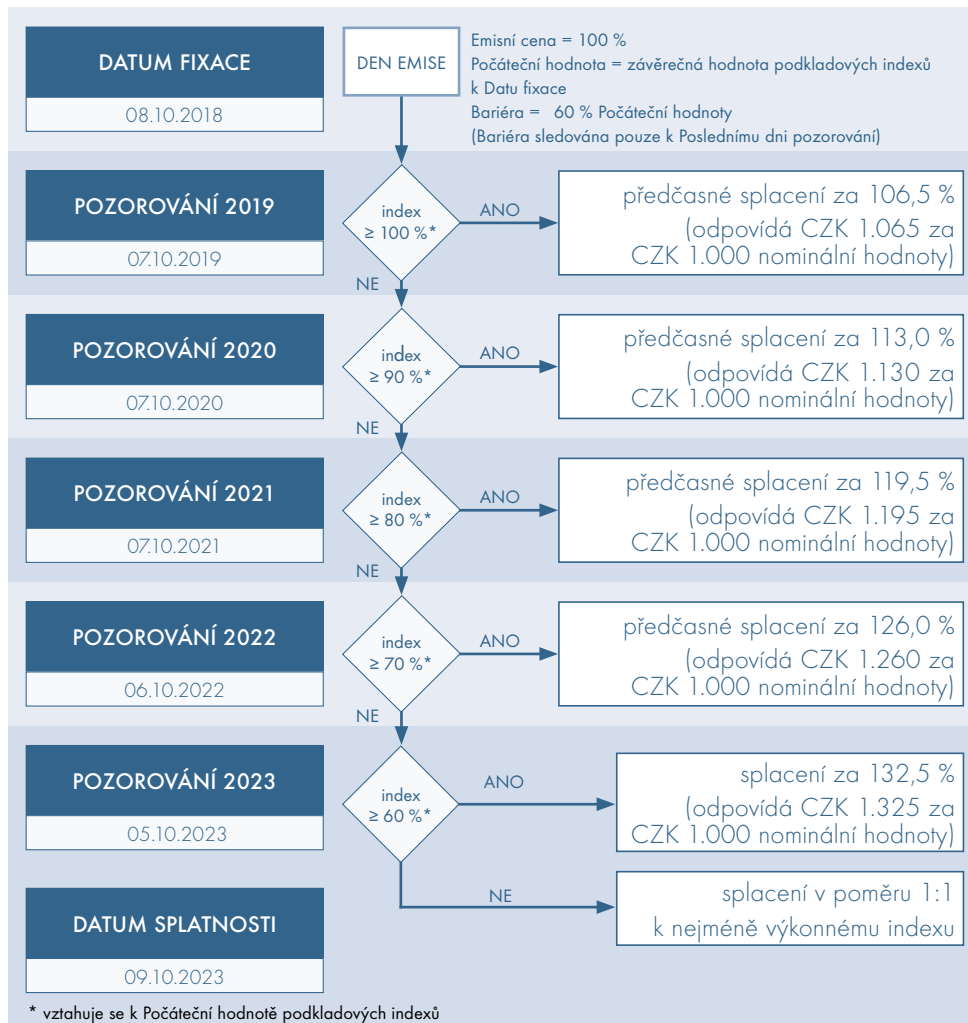 DATUM FIXACE
08.10.2018
DEN EMISE
Emisní cena = 100 %
Počáteční hodnota = závěrečná hodnota podkladových indexů
k Datu fixace
Bariéra = 60 % Počáteční hodnoty
(Bariéra sledována pouze k Poslednímu dni pozorování)
POZOROVÁNÍ 2019
07.10.2019
index
≥ 100 %*
ANO
předčasné splacení za 106,5 %
(odpovídá CZK 1.065 za
CZK 1.000 nominální hodnoty)
NE
POZOROVÁNÍ 2020
07.10.2020
index
≥ 90 %*
ANO
předčasné splacení za 113,0 %
(odpovídá CZK 1.130 za
CZK 1.000 nominální hodnoty)
NE
POZOROVÁNÍ 2021
07.10.2021
index
≥ 80 %*
ANO
předčasné splacení za 119,5 %
(odpovídá CZK 1.195 za
CZK 1.000 nominální hodnoty)
NE
POZOROVÁNÍ 2022
06.10.2022
index
≥ 70 %*
ANO
předčasné splacení za 126,0 %
(odpovídá CZK 1.260 za
CZK 1.000 nominální hodnoty)
NE
POZOROVÁNÍ 2023
05.10.2023
index
≥ 60 %*
ANO
splacení za 132,5 %
(odpovídá CZK 1.325 za
CZK 1.000 nominální hodnoty)
NE
splacení v poměru 1:1
k nejméně výkonnému indexu
DATUM SPLATNOSTI
09.10.2023
* vztahuje se k Počáteční hodnotě podkladových indexů